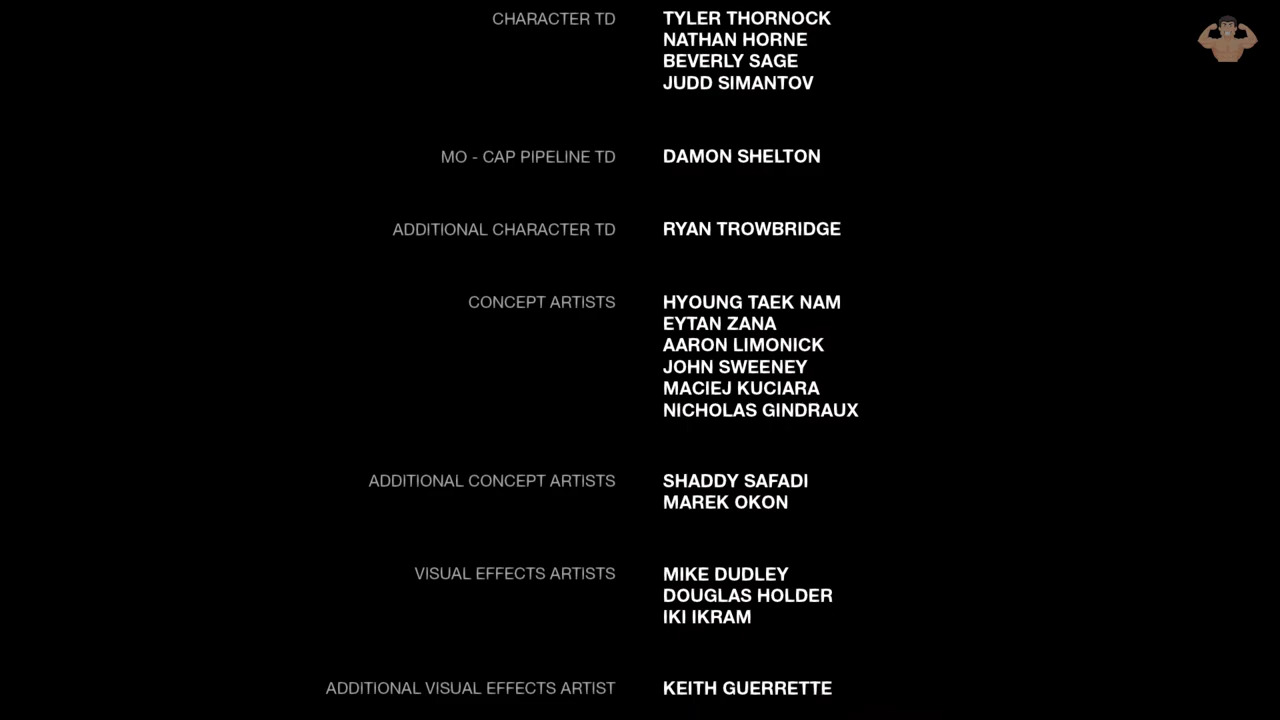 CHARACTER TD TYLER THORNOCK
NATHAN HORNE
BEVERLY SAGE
JUDD SIMANTOV
MO - CAP PIPELINE TD DAMON SHELTON
ADDITIONAL CHARACTER TD RYAN TROWBRIDGE
CONCEPT ARTISTS HYOUNG TAEK NAM
EYTAN ZANA
AARON LIMONICK
JOHN SWEENEY
MACIEJ KUCIARA
NICHOLAS GINDRAUX
ADDITIONAL CONCEPT ARTISTS SHADDY SAFADI
MAREK OKON
VISUAL EFFECTS ARTISTS MIKE DUDLEY
DOUGLAS HOLDER
IKI IKRAM
ADDITIONAL VISUAL EFFECTS ARTIST KEITH GUERRETTE